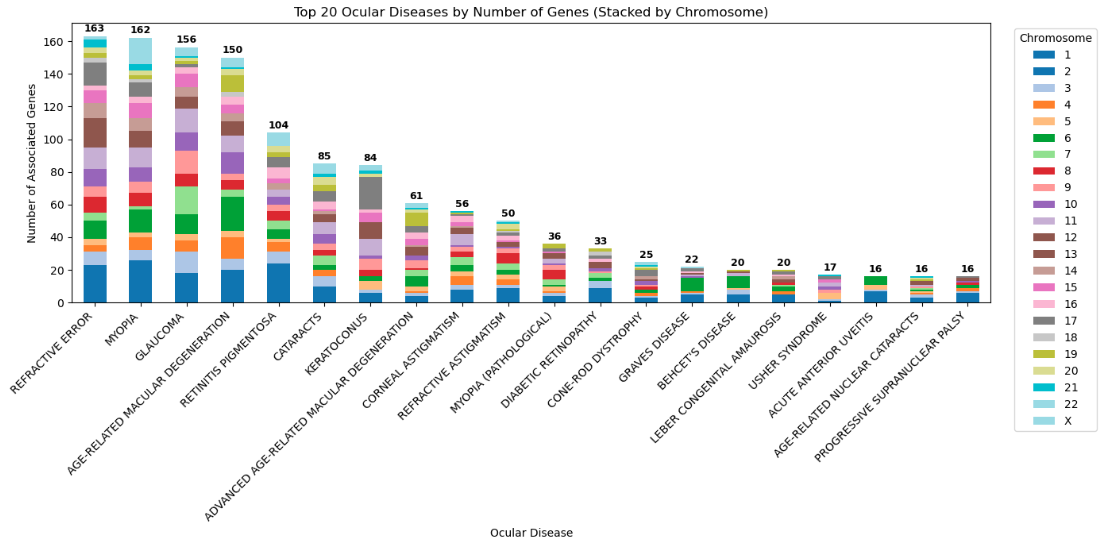 Top 20 Ocular Diseases by Number of Genes (Stacked by Chromosome)
Number of Associated Genes
160
140
120
100
80
60
40
20
0
163
162
156
150
104
85
84
61
56
50
36
33
25
22
20
20
17
16
16
16
REFRACTIVE ERROR
MYOPIA
GLAUCOMA
AGE-RELATED MACULAR DEGENERATION
RETINITIS PIGMENTOSA
CATARACTS
KERATOCONUS
ADVANCED AGE-RELATED MACULAR DEGENERATION
CORNEAL ASTIGMATISM
REFRACTIVE ASTIGMATISM
MYOPIA (PATHOLOGICAL)
DIABETIC RETINOPATHY
CONE-ROD DYSTROPHY
GRAVES DISEASE
BEHCET'S DISEASE
LEBER CONGENITAL AMAUROSIS
USHER SYNDROME
ACUTE ANTERIOR UVEITIS
AGE-RELATED NUCLEAR CATARACTS
PROGRESSIVE SUPRANUCLEAR PALSY
Ocular Disease
Chromosome
1
2
3
4
5
6
7
8
9
10
11
12
13
14
15
16
17
18
19
20
21
22
X